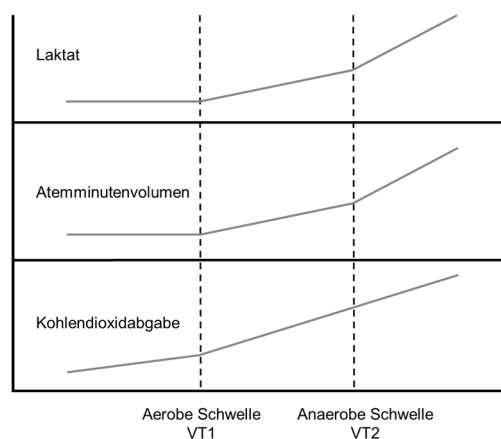 Laktat
Atemminutenvolumen
Kohlendioxidabgabe
Aerobe Schwelle
VT1
Anaerobe Schwelle
VT2